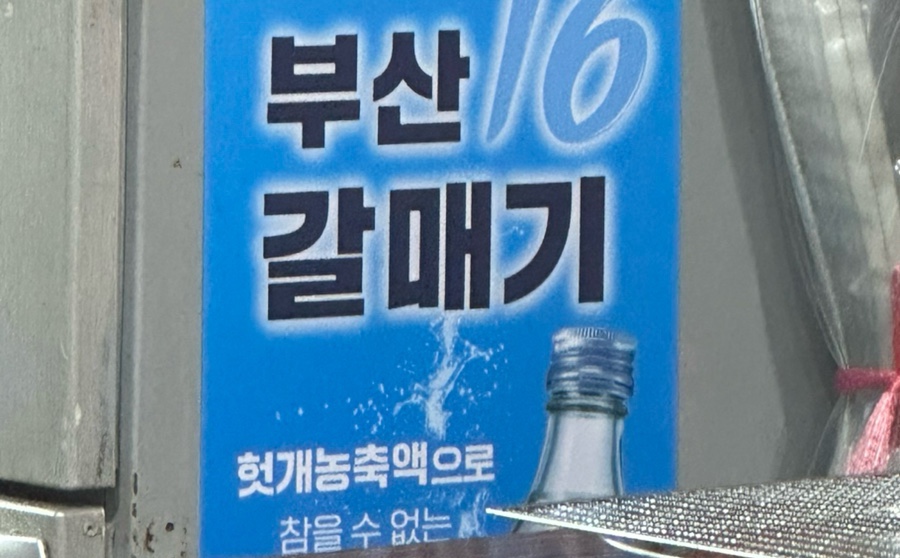 부산 16
갈매기
헛개농축액으로
참을 수 없는